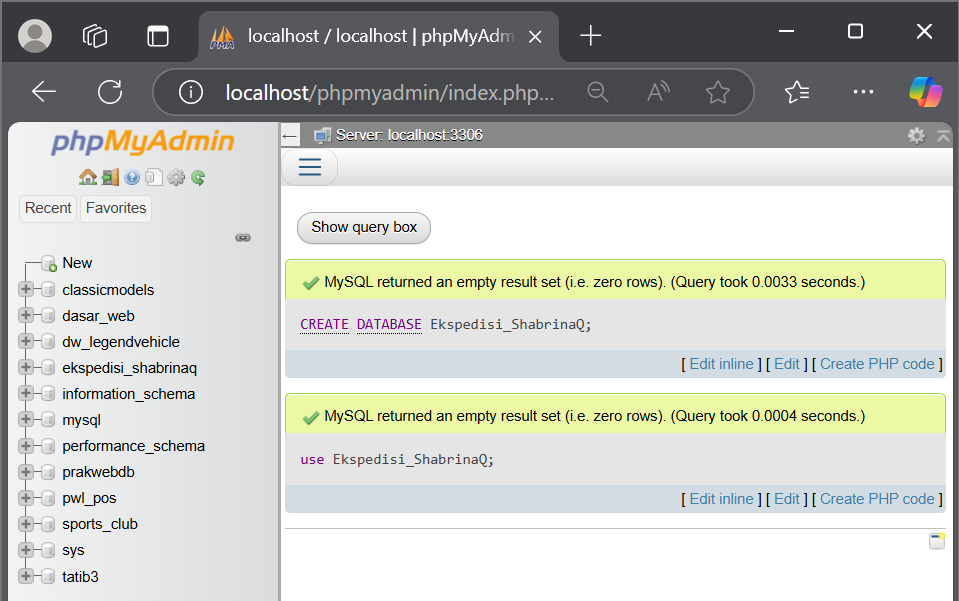 localhost / localhost | phpMyAdm
localhost/phpmyadmin/index.php...
phpMyAdmin
Server: localhost:3306
Recent
Favorites
New
classicmodels
dasar_web
dw_legendvehicle
ekspedisi_shabrinaq
information_schema
mysql
performance_schema
prakwebdb
pwl_pos
sports_club
sys
tatib3
Show query box
MySQL returned an empty result set (i.e. zero rows). (Query took 0.0033 seconds.)
CREATE DATABASE Ekspedisi_ShabrinaQ;
[ Edit inline ] [ Edit ] [ Create PHP code ]
MySQL returned an empty result set (i.e. zero rows). (Query took 0.0004 seconds.)
use Ekspedisi_ShabrinaQ;
[ Edit inline ] [ Edit ] [ Create PHP code ]